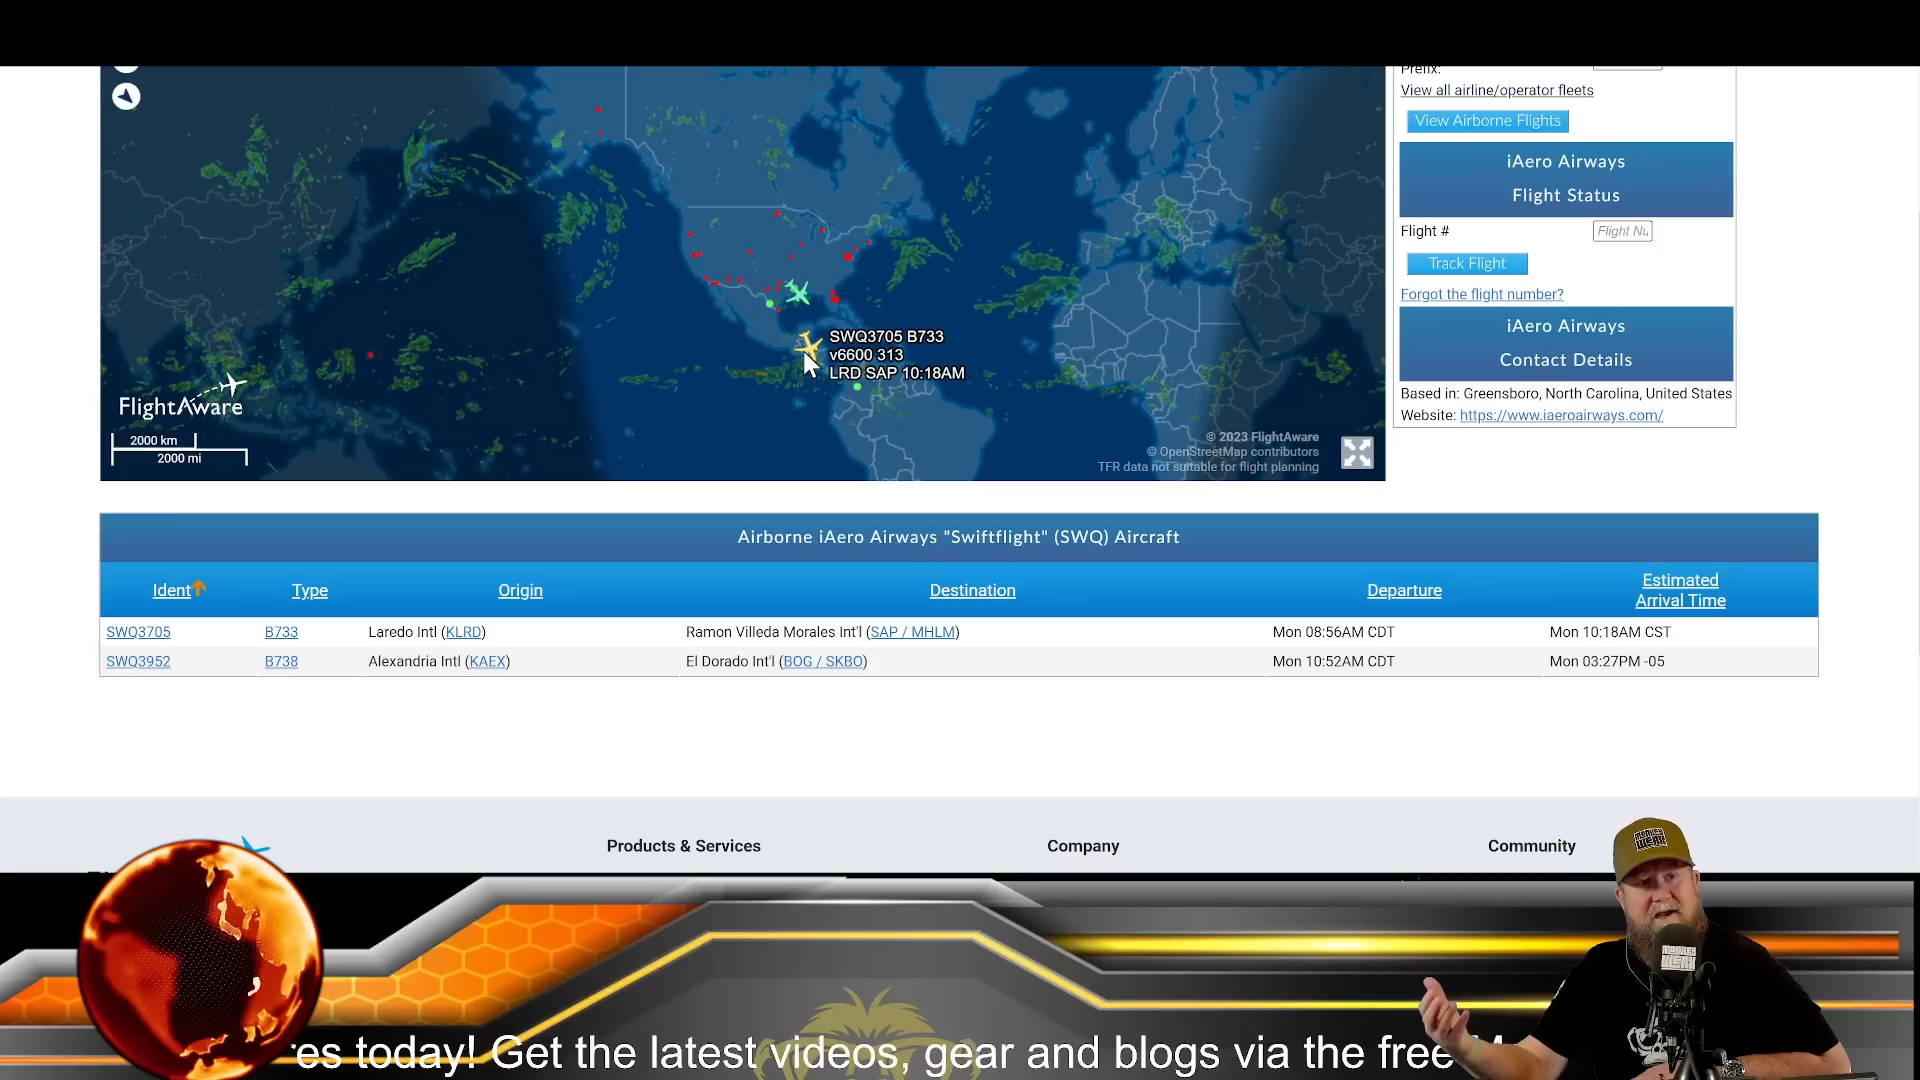 Prefix:
View all airline/operator fleets
View Airborne Flights
iAero Airways
Flight Status
Flight #
Flight Nu
Track Flight
Forgot the flight number?
iAero Airways
Contact Details
Based in: Greensboro, North Carolina, United States
Website: https://www.iaeroairways.com/
SWQ3705 B733
v6600 313
LRD SAP 10:18AM
FlightAware
2000 km
2000 mi
© 2023 FlightAware
© OpenStreetMap contributors
TFR data not suitable for flight planning
Airborne iAero Airways "Swiftflight" (SWQ) Aircraft
Ident Type Origin Destination Departure Estimated
Arrival Time
SWQ3705 B733 Laredo Intl (KLRD) Ramon Villeda Morales Int'l (SAP / MHLM) Mon 08:56AM CDT Mon 10:18AM CST
SWQ3952 B738 Alexandria Intl (KAEX) El Dorado Int'l (BOG / SKBO) Mon 10:52AM CDT Mon 03:27PM -05
Products & Services Company Community
MONKEY
WERX
MONKEY
WERX
res today! Get the latest videos, gear and blogs via the free